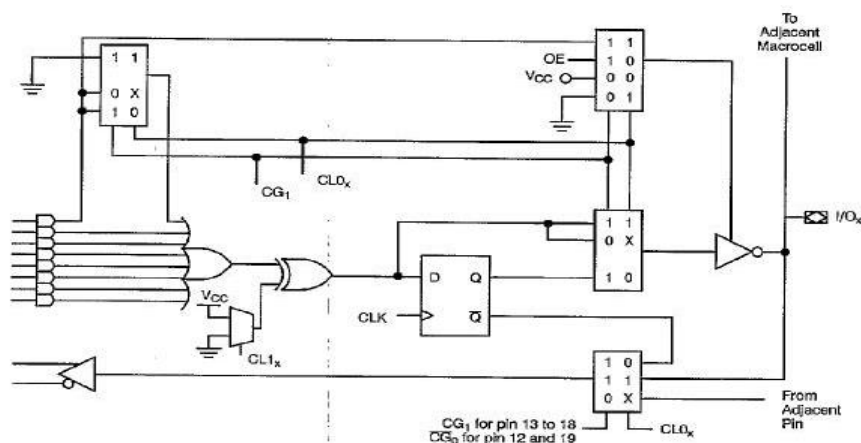 To
Adjacent
Macrocell
1 1
OE
1 0
VCC
0 0
0 1
1 1
0 X
1 0
CG1
CL0x
I/Ox
1 1
0 X
1 0
D Q
CLK
Q̅
VCC
CL1x
1 0
1 1
0 X
From
Adjacent
Pin
CG1 for pin 13 to 18
C̅G̅0 for pin 12 and 19
CL0x